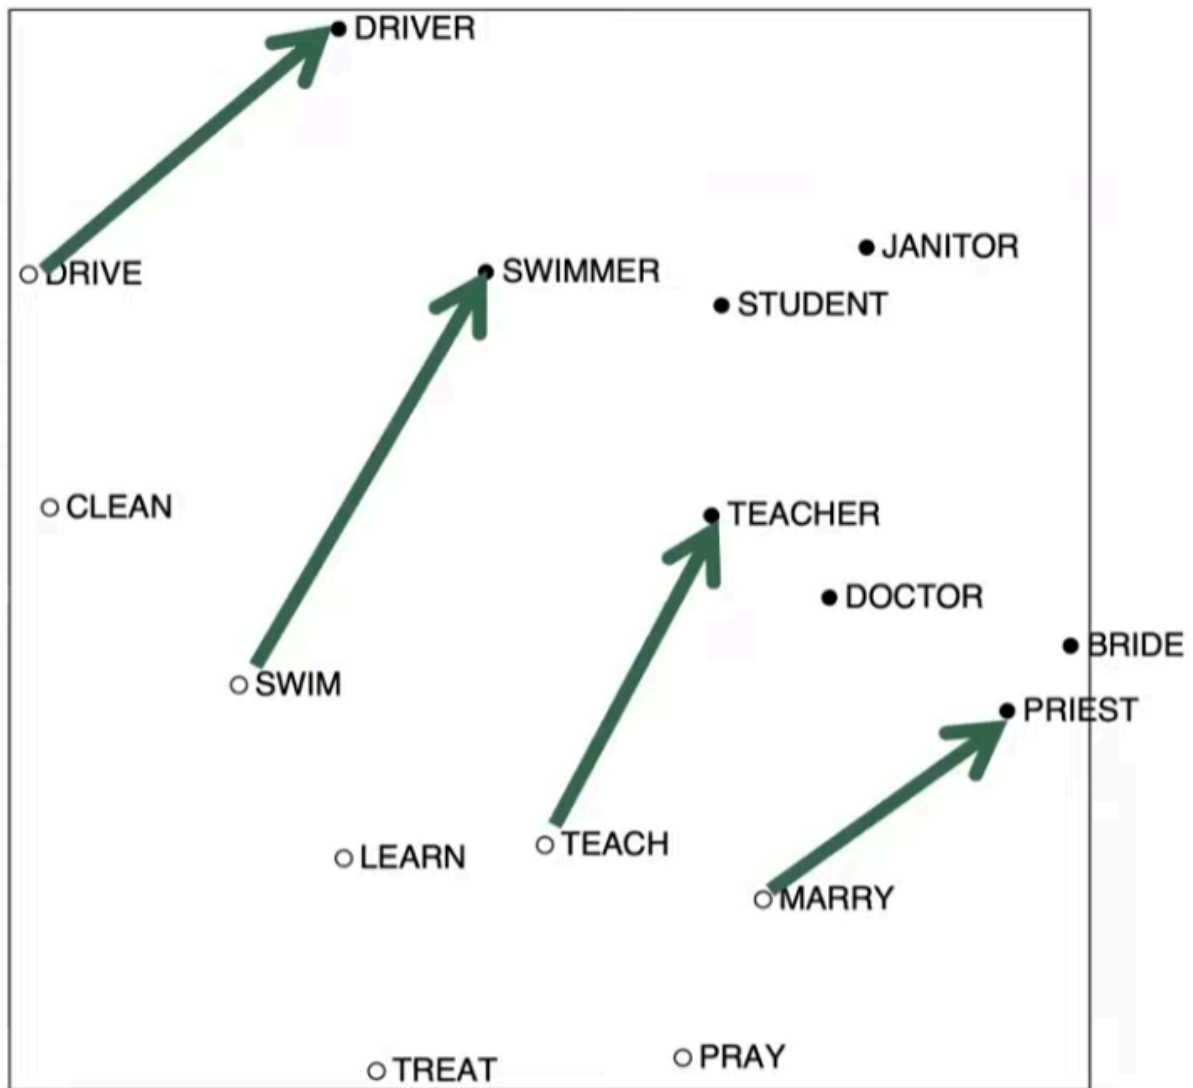 DRIVER
JANITOR
DRIVE
SWIMMER
STUDENT
CLEAN
TEACHER
DOCTOR
BRIDE
SWIM
PRIEST
TEACH
LEARN
MARRY
PRAY
TREAT